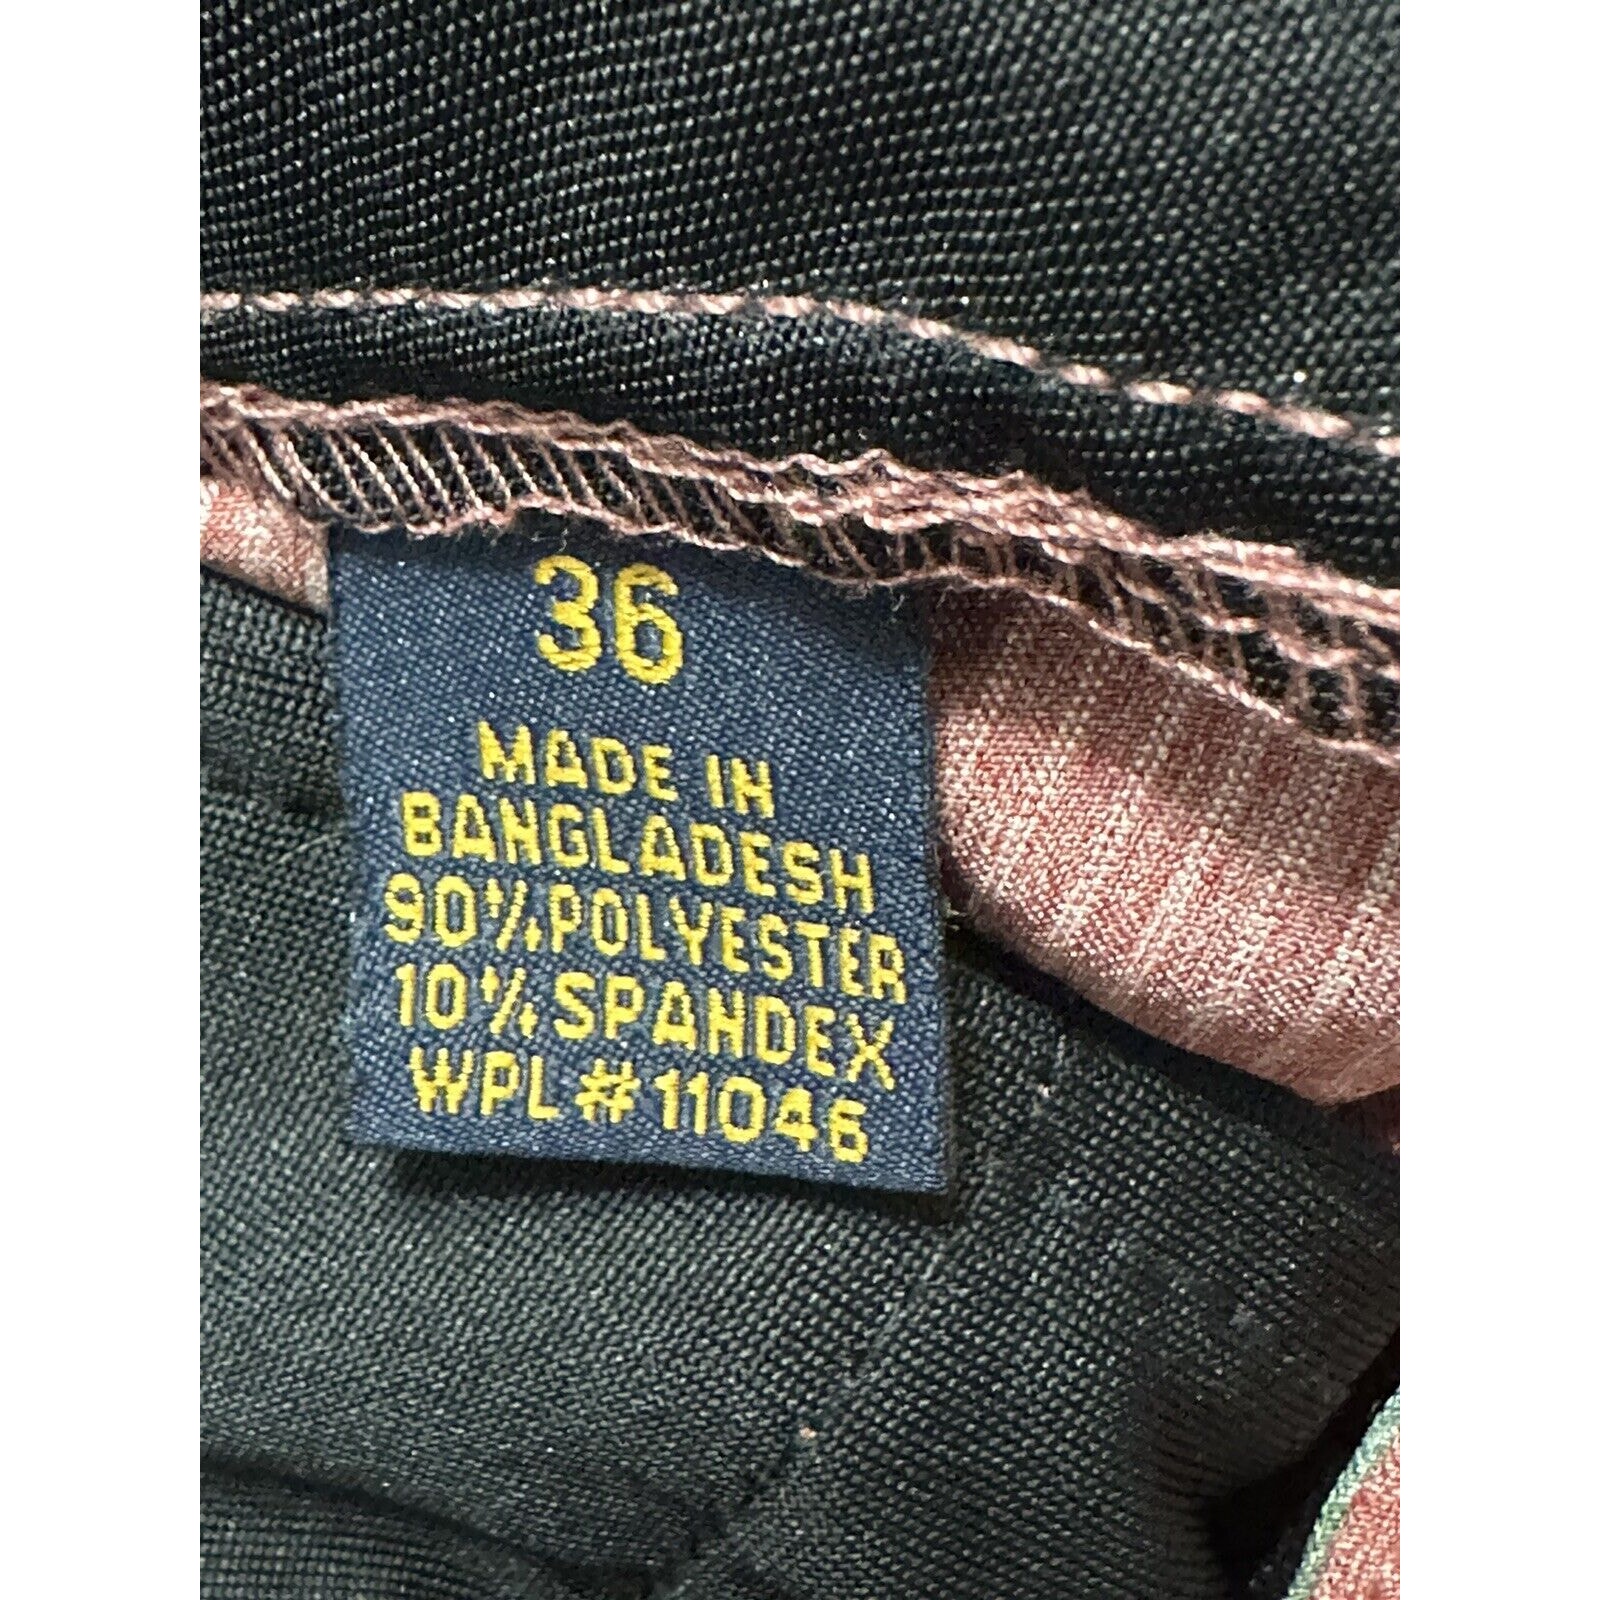 36
MADE IN
BANGLADESH
90% POLYESTER
10% SPANDEX
WPL #11046